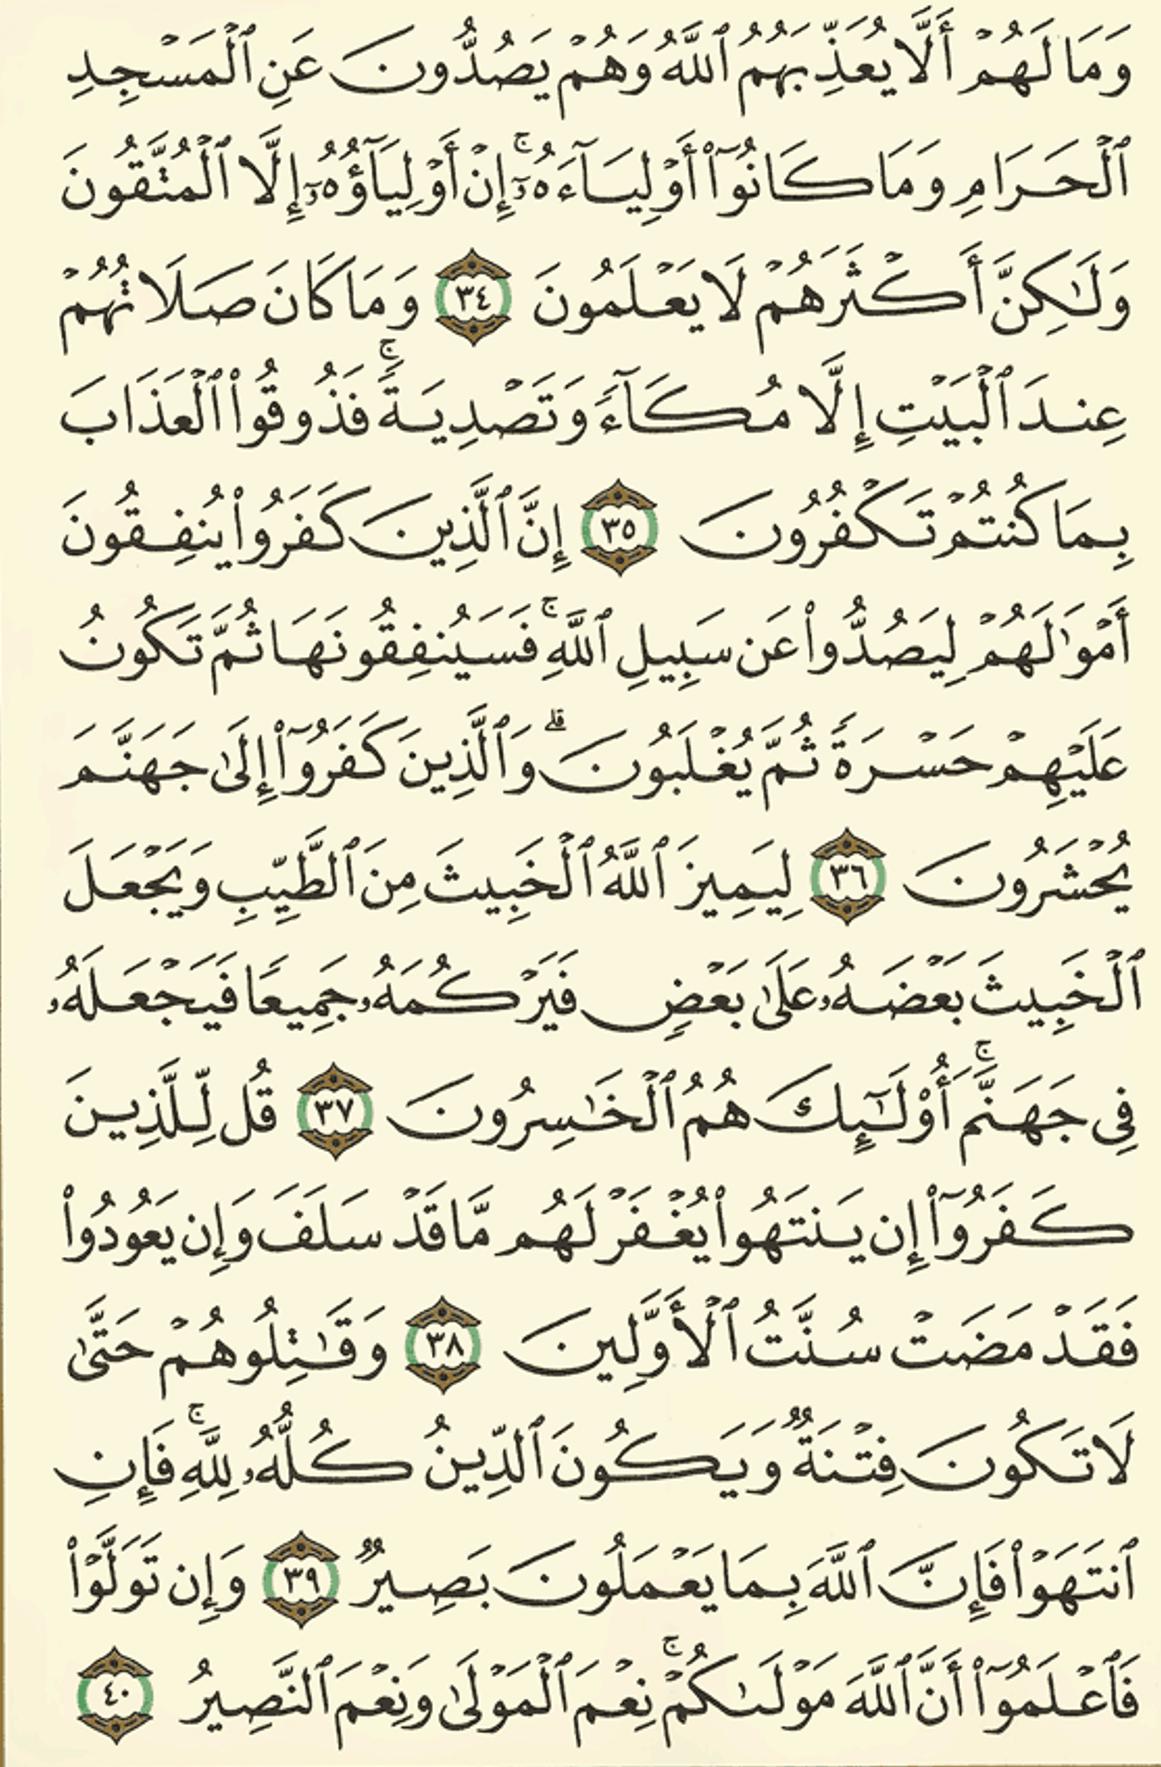 وَمَا لَهُمْ أَلَّا يُعَذِّبَهُمُ ٱللَّهُ وَهُمْ يَصُدُّونَ عَنِ ٱلْمَسْجِدِ
ٱلْحَرَامِ وَمَا كَانُوٓا۟ أَوْلِيَآءَهُۥٓ ۚ إِنْ أَوْلِيَآؤُهُۥٓ إِلَّا ٱلْمُتَّقُونَ
وَلَٰكِنَّ أَكْثَرَهُمْ لَا يَعْلَمُونَ ٣٤ وَمَا كَانَ صَلَاتُهُمْ
عِندَ ٱلْبَيْتِ إِلَّا مُكَآءً وَتَصْدِيَةً ۚ فَذُوقُوا۟ ٱلْعَذَابَ
بِمَا كُنتُمْ تَكْفُرُونَ ٣٥ إِنَّ ٱلَّذِينَ كَفَرُوا۟ يُنفِقُونَ
أَمْوَٰلَهُمْ لِيَصُدُّوا۟ عَن سَبِيلِ ٱللَّهِ ۚ فَسَيُنفِقُونَهَا ثُمَّ تَكُونُ
عَلَيْهِمْ حَسْرَةً ثُمَّ يُغْلَبُونَ ۗ وَٱلَّذِينَ كَفَرُوٓا۟ إِلَىٰ جَهَنَّمَ
يُحْشَرُونَ ٣٦ لِيَمِيزَ ٱللَّهُ ٱلْخَبِيثَ مِنَ ٱلطَّيِّبِ وَيَجْعَلَ
ٱلْخَبِيثَ بَعْضَهُۥ عَلَىٰ بَعْضٍ فَيَرْكُمَهُۥ جَمِيعًا فَيَجْعَلَهُۥ
فِى جَهَنَّمَ ۚ أُو۟لَٰٓئِكَ هُمُ ٱلْخَٰسِرُونَ ٣٧ قُل لِّلَّذِينَ
كَفَرُوٓا۟ إِن يَنتَهُوا۟ يُغْفَرْ لَهُم مَّا قَدْ سَلَفَ وَإِن يَعُودُوا۟
فَقَدْ مَضَتْ سُنَّتُ ٱلْأَوَّلِينَ ٣٨ وَقَٰتِلُوهُمْ حَتَّىٰ
لَا تَكُونَ فِتْنَةٌ وَيَكُونَ ٱلدِّينُ كُلُّهُۥ لِلَّهِ ۚ فَإِنِ
ٱنتَهَوْا۟ فَإِنَّ ٱللَّهَ بِمَا يَعْمَلُونَ بَصِيرٌ ٣٩ وَإِن تَوَلَّوْا۟
فَٱعْلَمُوٓا۟ أَنَّ ٱللَّهَ مَوْلَىٰكُمْ ۚ نِعْمَ ٱلْمَوْلَىٰ وَنِعْمَ ٱلنَّصِيرُ ٤٠